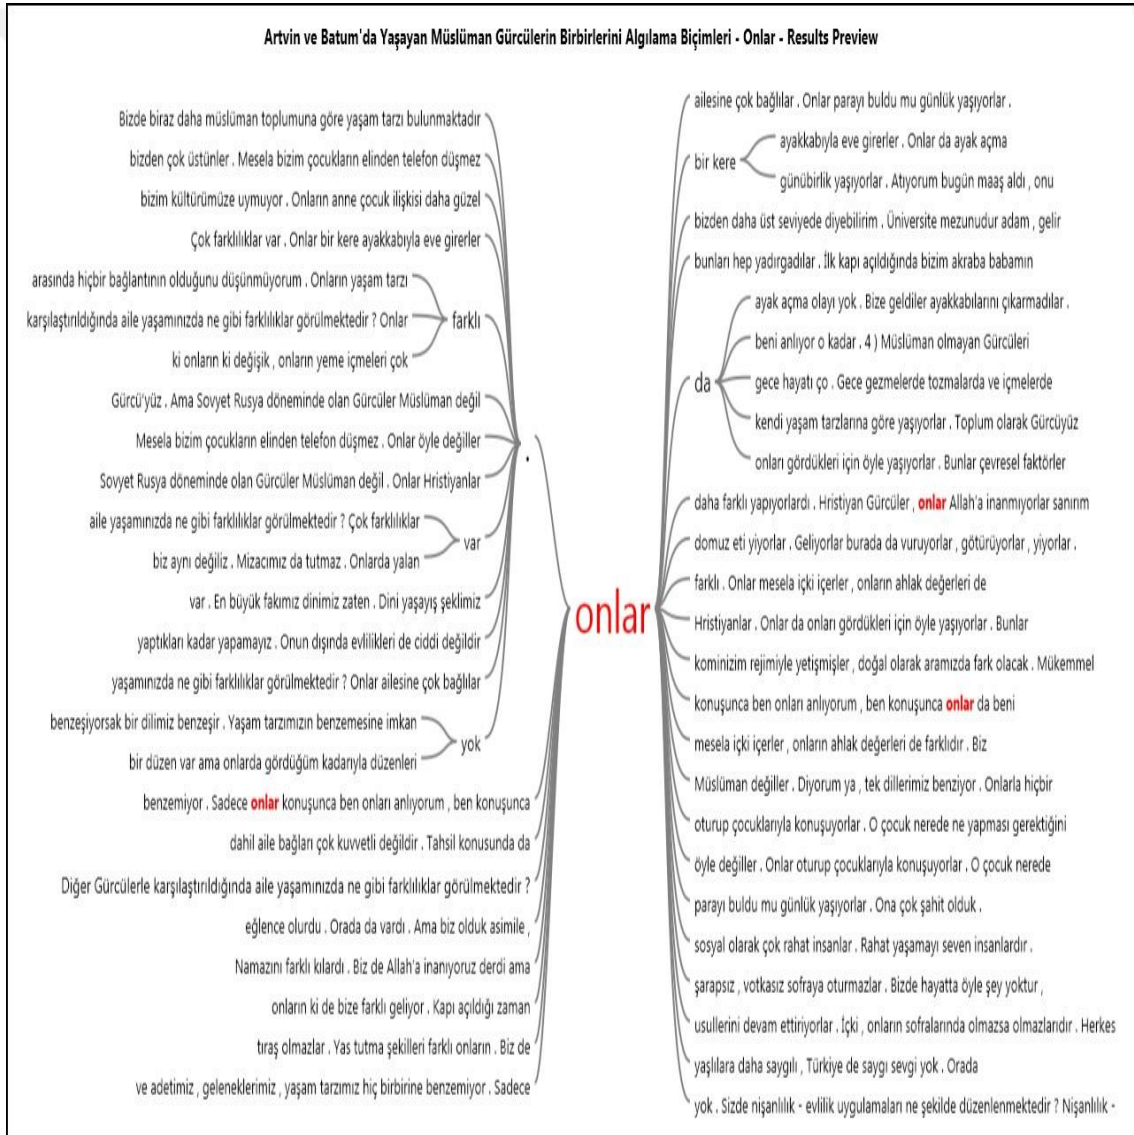 Artvin ve Batum'da Yaşayan Müslüman Gürcülerin Birbirlerini Algılama Biçimleri - Onlar - Results Preview
Bizde biraz daha müslüman toplumuna göre yaşam tarzı bulunmaktadır
bizden çok üstünler . Mesela bizim çocukların elinden telefon düşmez
bizim kültürümüze uymuyor . Onların anne çocuk ilişkisi daha güzel
Çok farklılıklar var . Onlar bir kere ayakkabıyla eve girerler
arasında hiçbir bağlantının olduğunu düşünmüyorum . Onların yaşam tarzı
karşılaştırıldığında aile yaşamınızda ne gibi farklılıklar görülmektedir ? Onlar
farklı
ki onların ki değişik , onların yeme içmeleri çok
Gürcü'yüz . Ama Sovyet Rusya döneminde olan Gürcüler Müslüman değil
Mesela bizim çocukların elinden telefon düşmez . Onlar öyle değiller
.
Sovyet Rusya döneminde olan Gürcüler Müslüman değil . Onlar Hristiyanlar
aile yaşamınızda ne gibi farklılıklar görülmektedir ? Çok farklılıklar
var
biz aynı değiliz . Mizacımız da tutmaz . Onlarda yalan
var . En büyük fakımız dinimiz zaten . Dini yaşayış şeklimiz
yaptıkları kadar yapamayız . Onun dışında evlilikleri de ciddi değildir
yaşamınızda ne gibi farklılıklar görülmektedir ? Onlar ailesine çok bağlılar
benzeşiyorsak bir dilimiz benzeşir . Yaşam tarzımızın benzemesine imkan
yok
bir düzen var ama onlarda gördüğüm kadarıyla düzenleri
benzemiyor . Sadece onlar konuşunca ben onları anlıyorum , ben konuşunca
dahil aile bağları çok kuvvetli değildir . Tahsil konusunda da
Diğer Gürcülerle karşılaştırıldığında aile yaşamınızda ne gibi farklılıklar görülmektedir ?
eğlence olurdu . Orada da vardı . Ama biz olduk asimile ,
Namazını farklı kılardı . Biz de Allah'a inanıyoruz derdi ama
onların ki de bize farklı geliyor . Kapı açıldığı zaman
tıraş olmazlar . Yas tutma şekilleri farklı onların . Biz de
ve adetimiz , geleneklerimiz , yaşam tarzımız hiç birbirine benzemiyor . Sadece
onlar
ailesine çok bağlılar . Onlar parayı buldu mu günlük yaşıyorlar .
bir kere
ayakkabıyla eve girerler . Onlar da ayak açma
günübirlik yaşıyorlar . Atıyorum bugün maaş aldı , onu
bizden daha üst seviyede diyebilirim . Üniversite mezunudur adam , gelir
bunları hep yadırgadılar . İlk kapı açıldığında bizim akraba babamın
da
ayak açma olayı yok . Bize geldiler ayakkabılarını çıkarmadılar .
beni anlıyor o kadar . 4 ) Müslüman olmayan Gürcüleri
gece hayatı ço . Gece gezmelerde tozmalarda ve içmelerde
kendi yaşam tarzlarına göre yaşıyorlar . Toplum olarak Gürcüyüz
onları gördükleri için öyle yaşıyorlar . Bunlar çevresel faktörler
daha farklı yapıyorlardı . Hristiyan Gürcüler , onlar Allah'a inanmıyorlar sanırım
domuz eti yiyorlar . Geliyorlar burada da vuruyorlar , götürüyorlar , yiyorlar .
farklı . Onlar mesela içki içerler , onların ahlak değerleri de
Hristiyanlar . Onlar da onları gördükleri için öyle yaşıyorlar . Bunlar
kominizim rejimiyle yetişmişler , doğal olarak aramızda fark olacak . Mükemmel
konuşunca ben onları anlıyorum , ben konuşunca onlar da beni
mesela içki içerler , onların ahlak değerleri de farklıdır . Biz
Müslüman değiller . Diyorum ya , tek dillerimiz benziyor . Onlarla hiçbir
oturup çocuklarıyla konuşuyorlar . O çocuk nerede ne yapması gerektiğini
öyle değiller . Onlar oturup çocuklarıyla konuşuyorlar . O çocuk nerede
parayı buldu mu günlük yaşıyorlar . Ona çok şahit olduk .
sosyal olarak çok rahat insanlar . Rahat yaşamayı seven insanlardır .
şarapsız , votkasız sofraya oturmazlar . Bizde hayatta öyle şey yoktur ,
usullerini devam ettiriyorlar . İçki , onların sofralarında olmazsa olmazlarıdır . Herkes
yaşlılara daha saygılı , Türkiye de saygı sevgi yok . Orada
yok . Sizde nişanlılık - evlilik uygulamaları ne şekilde düzenlenmektedir ? Nişanlılık -